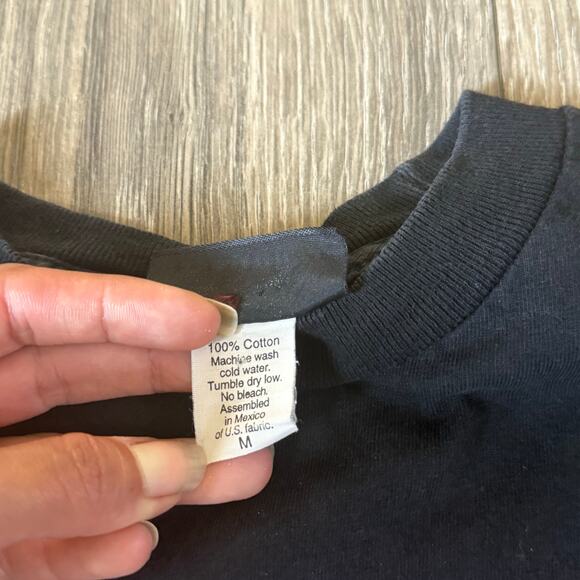 100% Cotton
Machine wash
cold water.
Tumble dry low.
No bleach.
Assembled
in Mexico
of U.S. fabric.
M